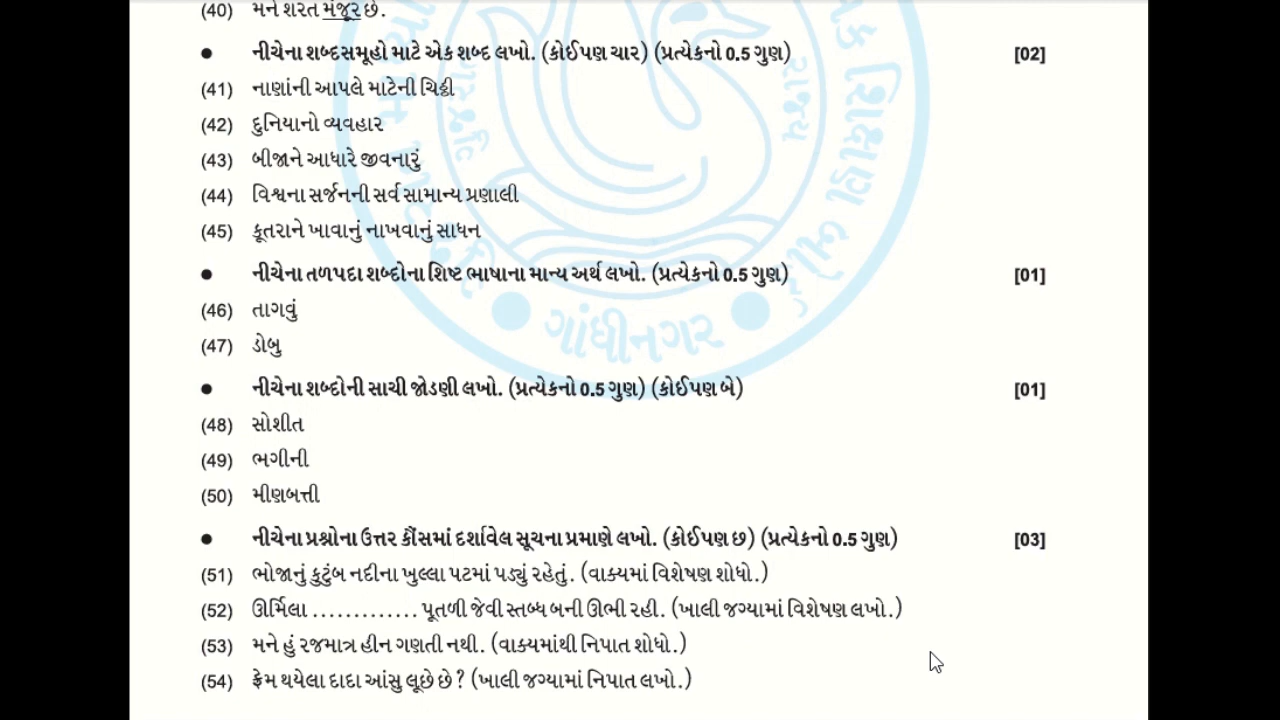 (40) મને શરત મંજૂર છે.
● નીચેના શબ્દસમૂહો માટે એક શબ્દ લખો. (કોઈપણ ચાર) (પ્રત્યેકનો 0.5 ગુણ) [02]
(41) નાણાંની આપલે માટેની ચિઠ્ઠી
(42) દુનિયાનો વ્યવહાર
(43) બીજાને આધારે જીવનારું
(44) વિશ્વના સર્જનની સર્વ સામાન્ય પ્રણાલી
(45) કૂતરાને ખાવાનું નાખવાનું સાધન
● નીચેના તળપદા શબ્દોના શિષ્ટ ભાષાના માન્ય અર્થ લખો. (પ્રત્યેકનો 0.5 ગુણ) [01]
(46) તાગવું
ગાંધીનગર
(47) ડોબુ
● નીચેના શબ્દોની સાચી જોડણી લખો. (પ્રત્યેકનો 0.5 ગુણ) (કોઈપણ બે) [01]
(48) સોશીત
(49) ભગીની
(50) મીણબત્તી
● નીચેના પ્રશ્નોના ઉત્તર કૌંસમાં દર્શાવેલ સૂચના પ્રમાણે લખો. (કોઈપણ છ) (પ્રત્યેકનો 0.5 ગુણ) [03]
(51) ભોજાનું કુટુંબ નદીના ખુલ્લા પટમાં પડ્યું રહેતું. (વાક્યમાં વિશેષણ શોધો.)
(52) ઊર્મિલા ............. પૂતળી જેવી સ્તબ્ધ બની ઊભી રહી. (ખાલી જગ્યામાં વિશેષણ લખો.)
(53) મને હું રજમાત્ર હીન ગણતી નથી. (વાક્યમાંથી નિપાત શોધો.)
(54) ફ્રેમ થયેલા દાદા આંસુ લૂછે છે? (ખાલી જગ્યામાં નિપાત લખો.)